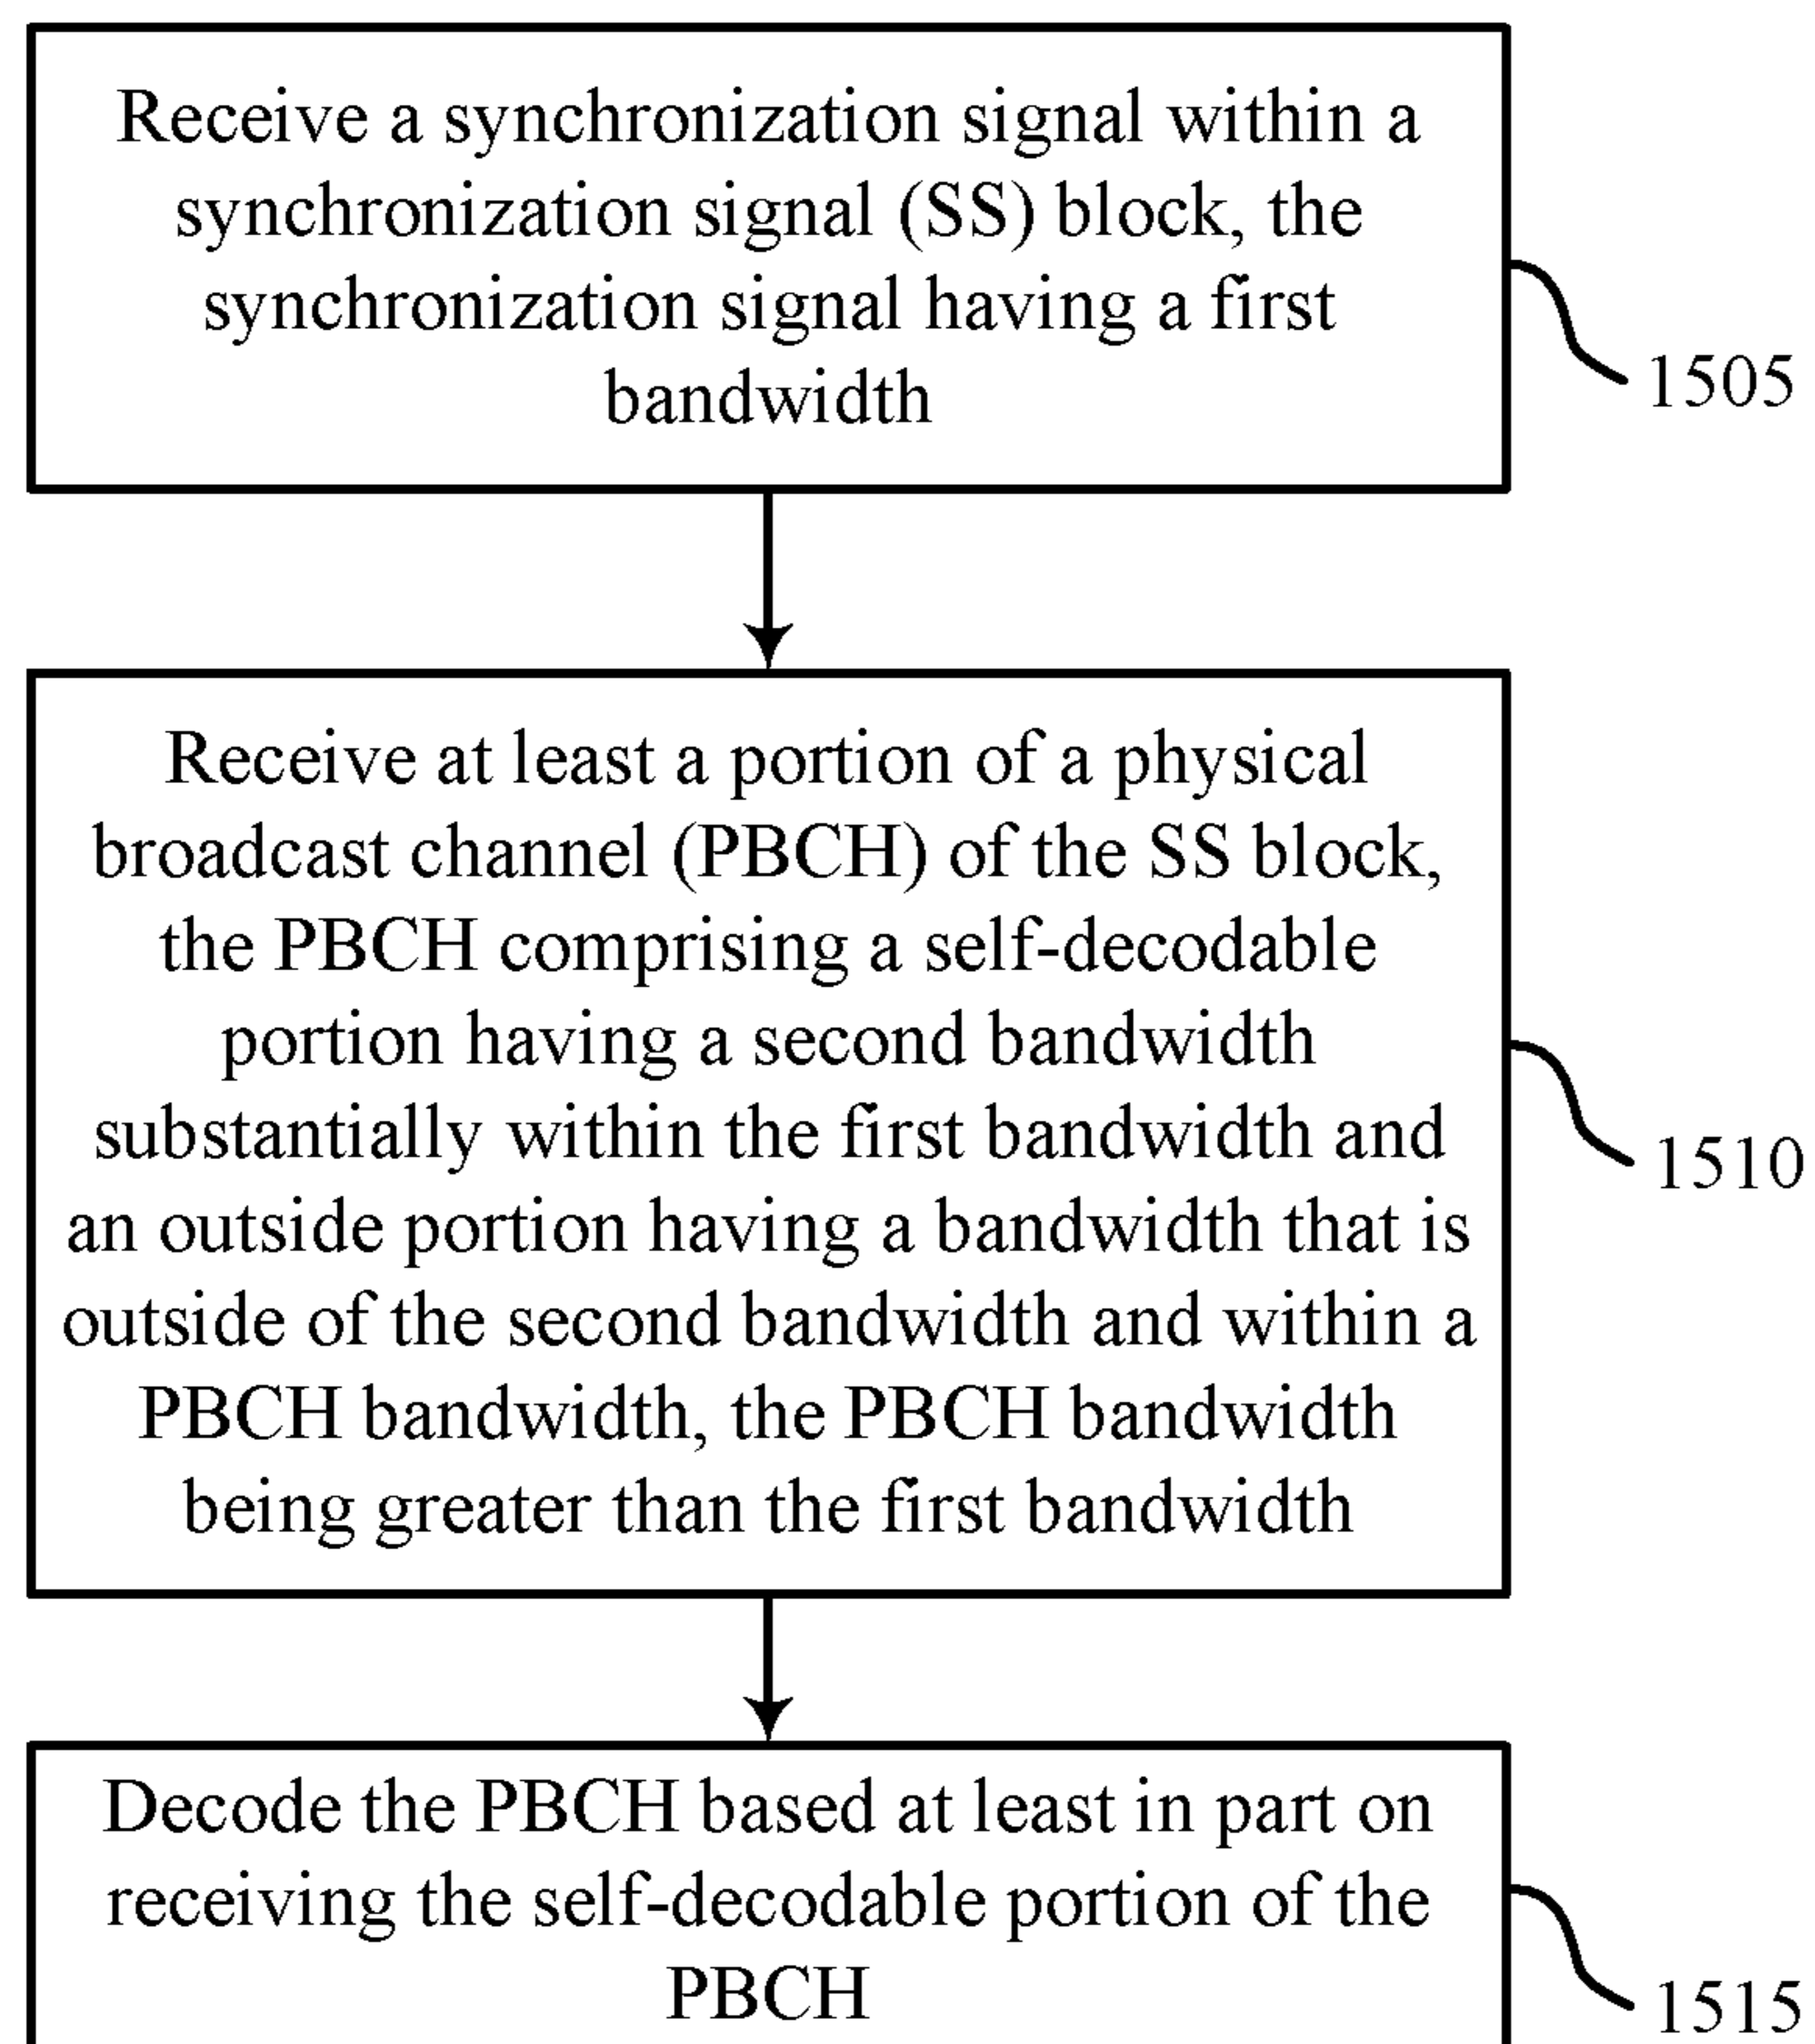 Receive a synchronization signal within a
synchronization signal (SS) block, the
synchronization signal having a first
bandwidth
1505
Receive at least a portion of a physical
broadcast channel (PBCH) of the SS block,
the PBCH comprising a self-decodable
portion having a second bandwidth
substantially within the first bandwidth and
an outside portion having a bandwidth that is
outside of the second bandwidth and within a
PBCH bandwidth, the PBCH bandwidth
being greater than the first bandwidth
1510
Decode the PBCH based at least in part on
receiving the self-decodable portion of the
PBCH
1515